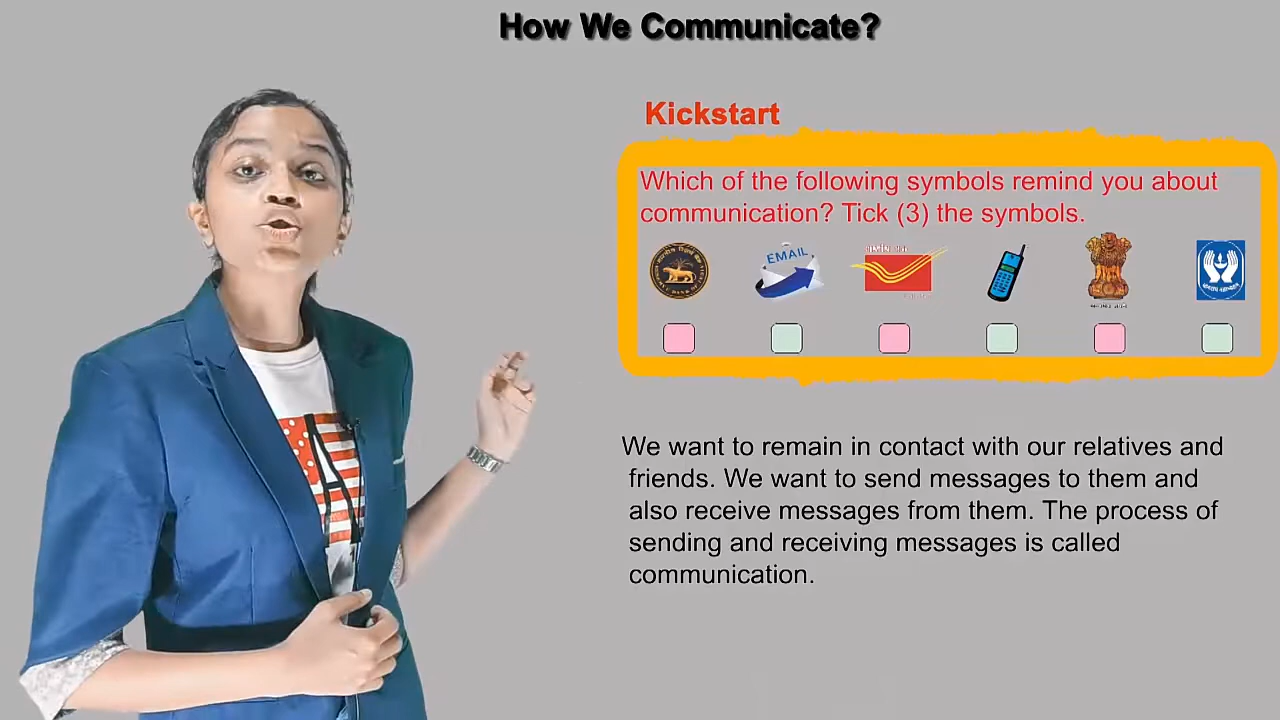 How We Communicate?
Kickstart
Which of the following symbols remind you about
communication? Tick (3) the symbols.
EMAIL
We want to remain in contact with our relatives and
friends. We want to send messages to them and
also receive messages from them. The process of
sending and receiving messages is called
communication.